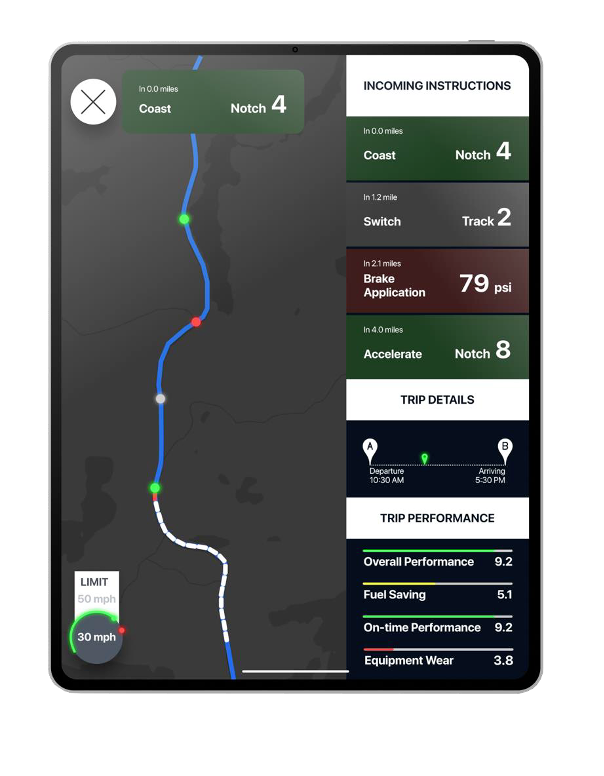 In 0.0 miles
Coast Notch 4
INCOMING INSTRUCTIONS
In 0.0 miles
Coast Notch 4
In 1.2 mile
Switch Track 2
In 2.1 miles
Brake
Application 79 psi
In 4.0 miles
Accelerate Notch 8
TRIP DETAILS
A B
Departure Arriving
10:30 AM 5:30 PM
TRIP PERFORMANCE
Overall Performance 9.2
Fuel Saving 5.1
On-time Performance 9.2
Equipment Wear 3.8
LIMIT
50 mph
30 mph